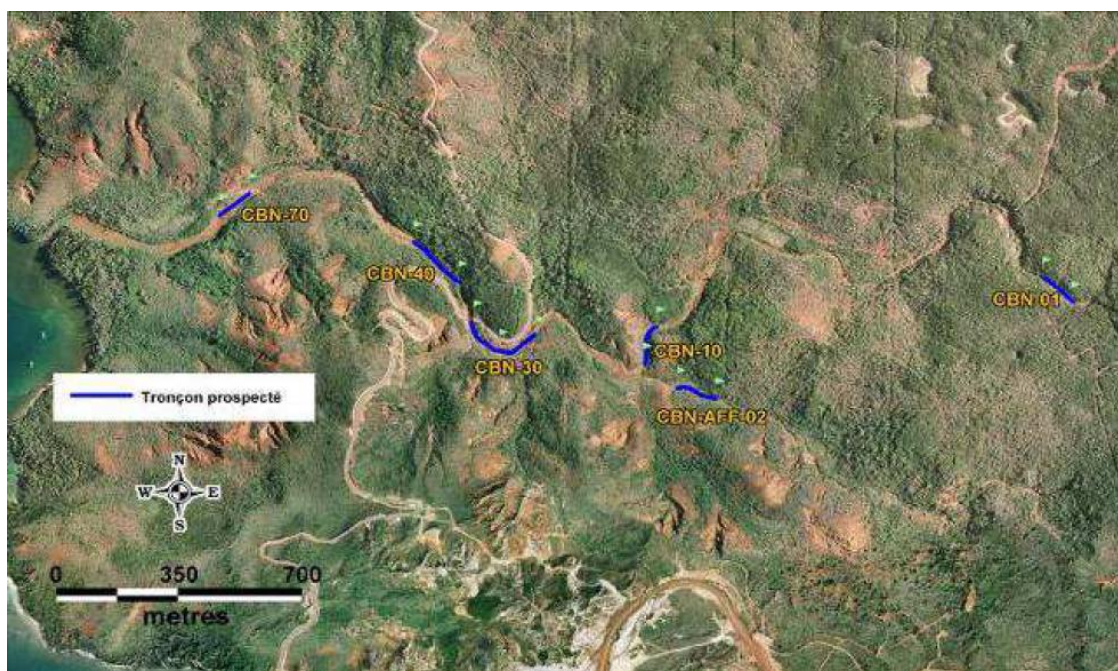 CBN-70
CBN-40
CBN-01
CBN-10
CBN-30
CBN-AFF-02
Tronçon prospecté
N
W E
S
0 350 700
metres